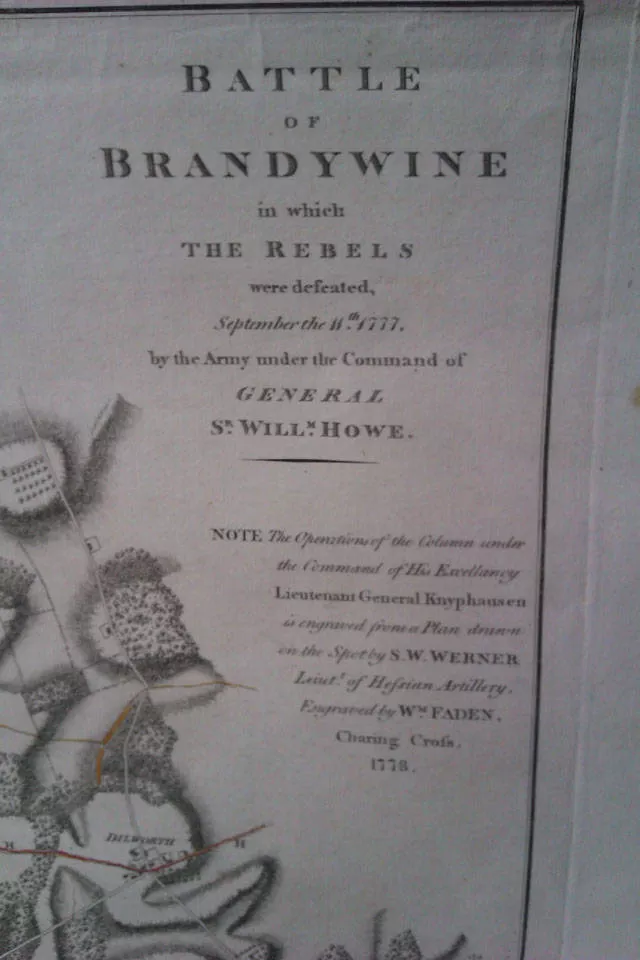 BATTLE
OF
BRANDYWINE
in which
THE REBELS
were defeated,
September the 11.th 1777.
by the Army under the Command of
GENERAL
Sr. WILLM. HOWE.
NOTE The Operations of the Column under
the Command of His Excellancy
Lieutenant General Knyphausen
is engraved from a Plan drawn
on the Spot by S.W. WERNER
Lieut.t of Hessian Artillery.
Engraved by WM FADEN,
Charing Cross.
1778.
DILWORTH
H
H